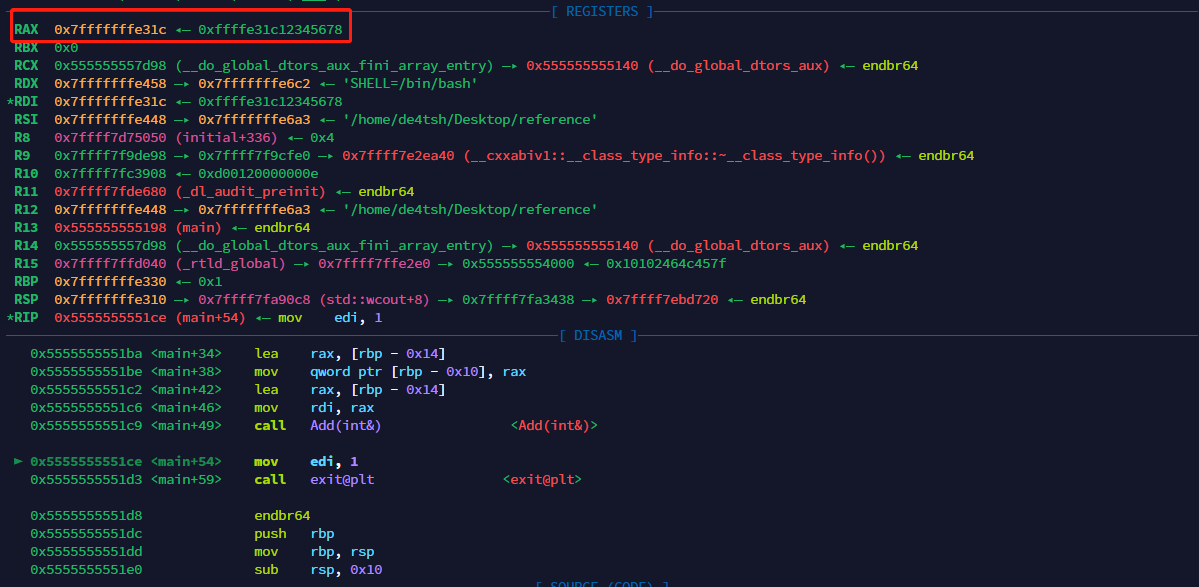 [ REGISTERS ]
RAX  0x7fffffffe31c ◂— 0xffffe31c12345678
RBX  0x0
RCX  0x555555557d98 (__do_global_dtors_aux_fini_array_entry) —▸ 0x555555555140 (__do_global_dtors_aux) ◂— endbr64
RDX  0x7fffffffe458 —▸ 0x7fffffffe6c2 ◂— 'SHELL=/bin/bash'
*RDI  0x7fffffffe31c ◂— 0xffffe31c12345678
RSI  0x7fffffffe448 —▸ 0x7fffffffe6a3 ◂— '/home/de4tsh/Desktop/reference'
R8   0x7ffff7d75050 (initial+336) ◂— 0x4
R9   0x7ffff7f9de98 —▸ 0x7ffff7f9cfe0 —▸ 0x7ffff7e2ea40 (__cxxabiv1::__class_type_info::~__class_type_info()) ◂— endbr64
R10  0x7ffff7fc3908 ◂— 0xd00120000000e
R11  0x7ffff7fde680 (_dl_audit_preinit) ◂— endbr64
R12  0x7fffffffe448 —▸ 0x7fffffffe6a3 ◂— '/home/de4tsh/Desktop/reference'
R13  0x555555555198 (main) ◂— endbr64
R14  0x555555557d98 (__do_global_dtors_aux_fini_array_entry) —▸ 0x555555555140 (__do_global_dtors_aux) ◂— endbr64
R15  0x7ffff7ffd040 (_rtld_global) —▸ 0x7ffff7ffe2e0 —▸ 0x555555554000 ◂— 0x10102464c457f
RBP  0x7fffffffe330 ◂— 0x1
RSP  0x7fffffffe310 —▸ 0x7ffff7fa90c8 (std::wcout+8) —▸ 0x7ffff7fa3438 —▸ 0x7ffff7ebd720 ◂— endbr64
*RIP  0x5555555551ce (main+54) ◂— mov    edi, 1
[ DISASM ]
0x5555555551ba <main+34>    lea    rax, [rbp - 0x14]
0x5555555551be <main+38>    mov    qword ptr [rbp - 0x10], rax
0x5555555551c2 <main+42>    lea    rax, [rbp - 0x14]
0x5555555551c6 <main+46>    mov    rdi, rax
0x5555555551c9 <main+49>    call   Add(int&)                <Add(int&)>
► 0x5555555551ce <main+54>    mov    edi, 1
0x5555555551d3 <main+59>    call   exit@plt                <exit@plt>
0x5555555551d8              endbr64
0x5555555551dc              push   rbp
0x5555555551dd              mov    rbp, rsp
0x5555555551e0              sub    rsp, 0x10
[ SOURCE (CODE) ]